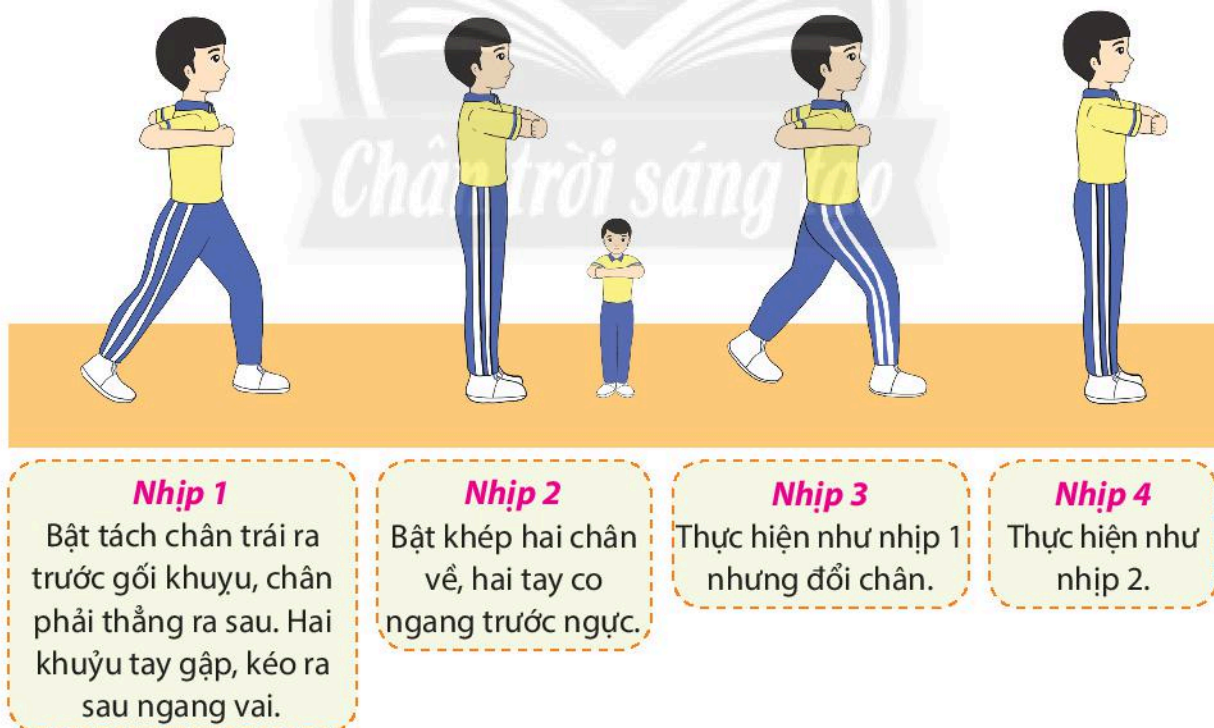 Chân trời sáng tạo
Nhịp 1
Bật tách chân trái ra
trước gối khuỵu, chân
phải thẳng ra sau. Hai
khuỷu tay gập, kéo ra
sau ngang vai.
Nhịp 2
Bật khép hai chân
về, hai tay co
ngang trước ngực.
Nhịp 3
Thực hiện như nhịp 1
nhưng đổi chân.
Nhịp 4
Thực hiện như
nhịp 2.